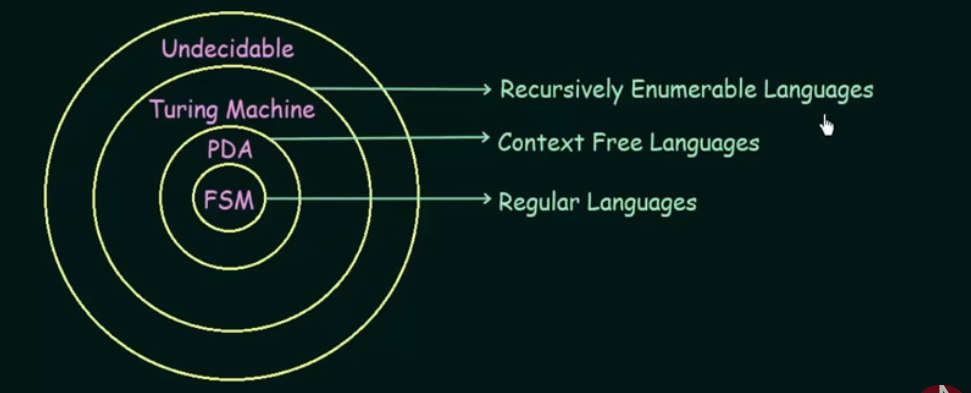 Undecidable
Recursively Enumerable Languages
Turing Machine
Context Free Languages
PDA
FSM
Regular Languages